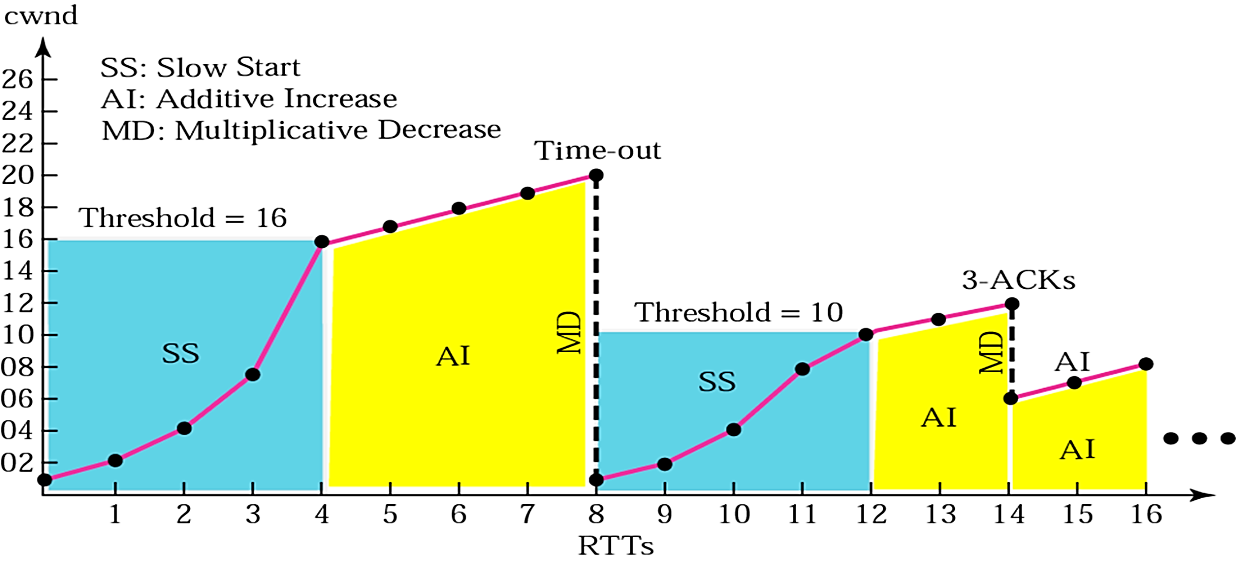 cwnd
SS: Slow Start
AI: Additive Increase
MD: Multiplicative Decrease
26
24
22
20
18
16
14
12
10
08
06
04
02
Time-out
Threshold = 16
SS
AI
MD
Threshold = 10
SS
3-ACKs
MD
AI
AI
AI
1 2 3 4 5 6 7 8 9 10 11 12 13 14 15 16
RTTs